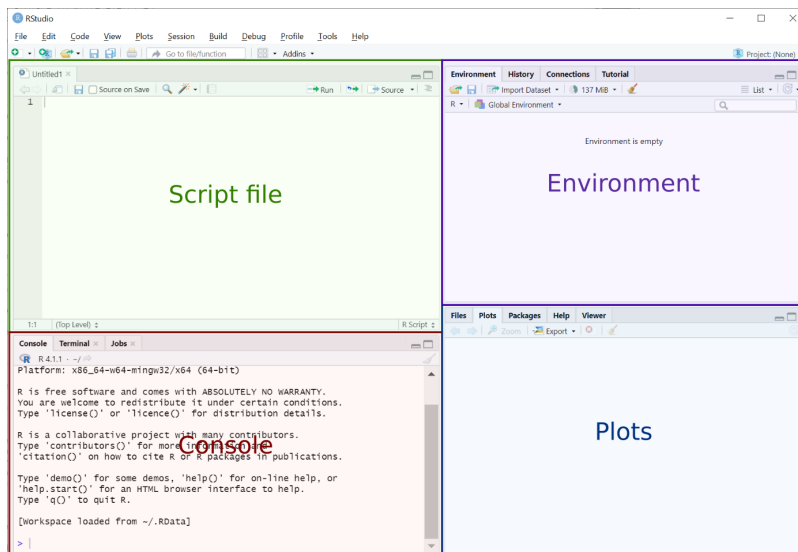 RStudio
File Edit Code View Plots Session Build Debug Profile Tools Help
Go to file/function Addins Project: (None)
Untitled1
Source on Save Run Source
1
Script file
1:1 (Top Level) R Script
Console Terminal Jobs
R 4.1.1 · ~/
Platform: x86_64-w64-mingw32/x64 (64-bit)
R is free software and comes with ABSOLUTELY NO WARRANTY.
You are welcome to redistribute it under certain conditions.
Type 'license()' or 'licence()' for distribution details.
R is a collaborative project with many contributors.
Type 'contributors()' for more information and
'citation()' on how to cite R or R packages in publications.
Console
Type 'demo()' for some demos, 'help()' for on-line help, or
'help.start()' for an HTML browser interface to help.
Type 'q()' to quit R.
[Workspace loaded from ~/.RData]
>
Environment History Connections Tutorial
Import Dataset 137 MiB List
R Global Environment
Environment is empty
Environment
Files Plots Packages Help Viewer
Zoom Export
Plots